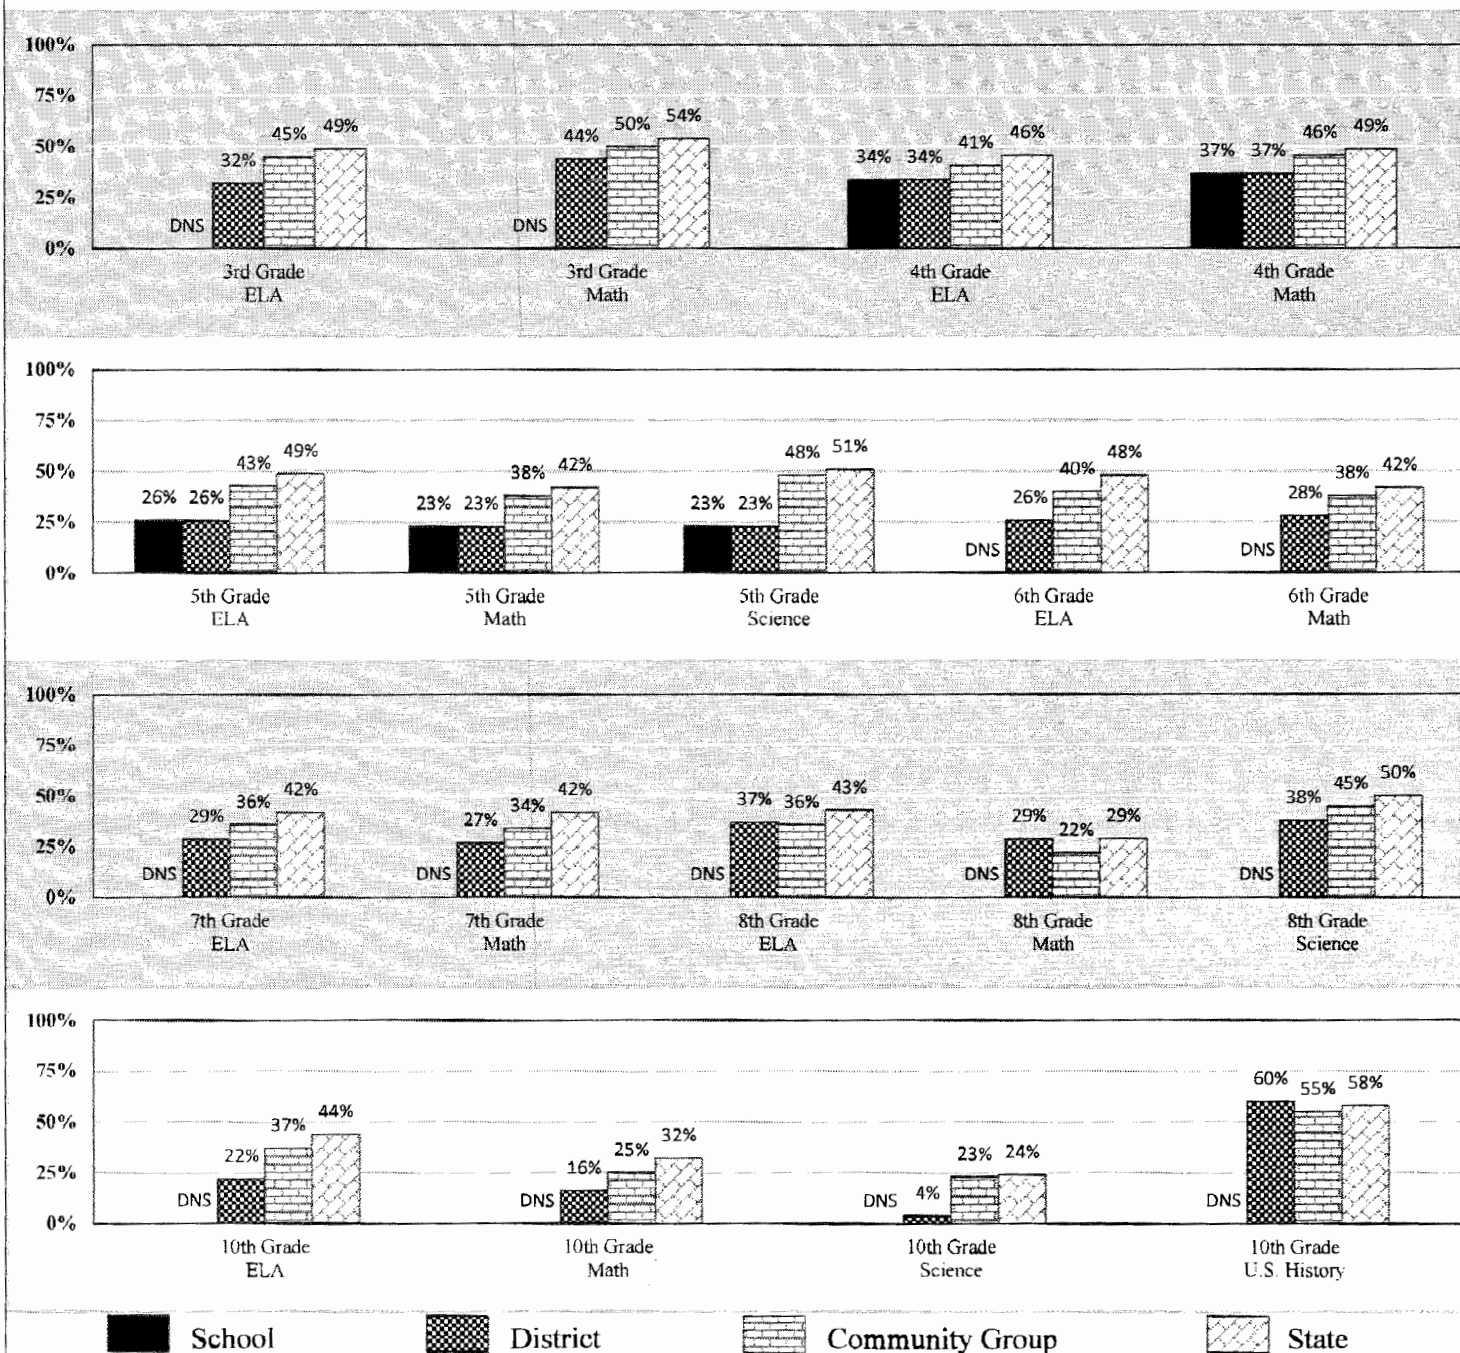 100%
75%
50%
25%
0%
DNS 32% 45% 49%
DNS 44% 50% 54%
34% 34% 41% 46%
37% 37% 46% 49%
3rd Grade
ELA
3rd Grade
Math
4th Grade
ELA
4th Grade
Math
100%
75%
50%
25%
0%
26% 26% 43% 49%
23% 23% 38% 42%
23% 23% 48% 51%
DNS 26% 40% 48%
DNS 28% 38% 42%
5th Grade
ELA
5th Grade
Math
5th Grade
Science
6th Grade
ELA
6th Grade
Math
100%
75%
50%
25%
0%
DNS 29% 36% 42%
DNS 27% 34% 42%
DNS 37% 36% 43%
DNS 29% 22% 29%
DNS 38% 45% 50%
7th Grade
ELA
7th Grade
Math
8th Grade
ELA
8th Grade
Math
8th Grade
Science
100%
75%
50%
25%
0%
DNS 22% 37% 44%
DNS 16% 25% 32%
DNS 4% 23% 24%
DNS 60% 55% 58%
10th Grade
ELA
10th Grade
Math
10th Grade
Science
10th Grade
U.S. History
School District Community Group State